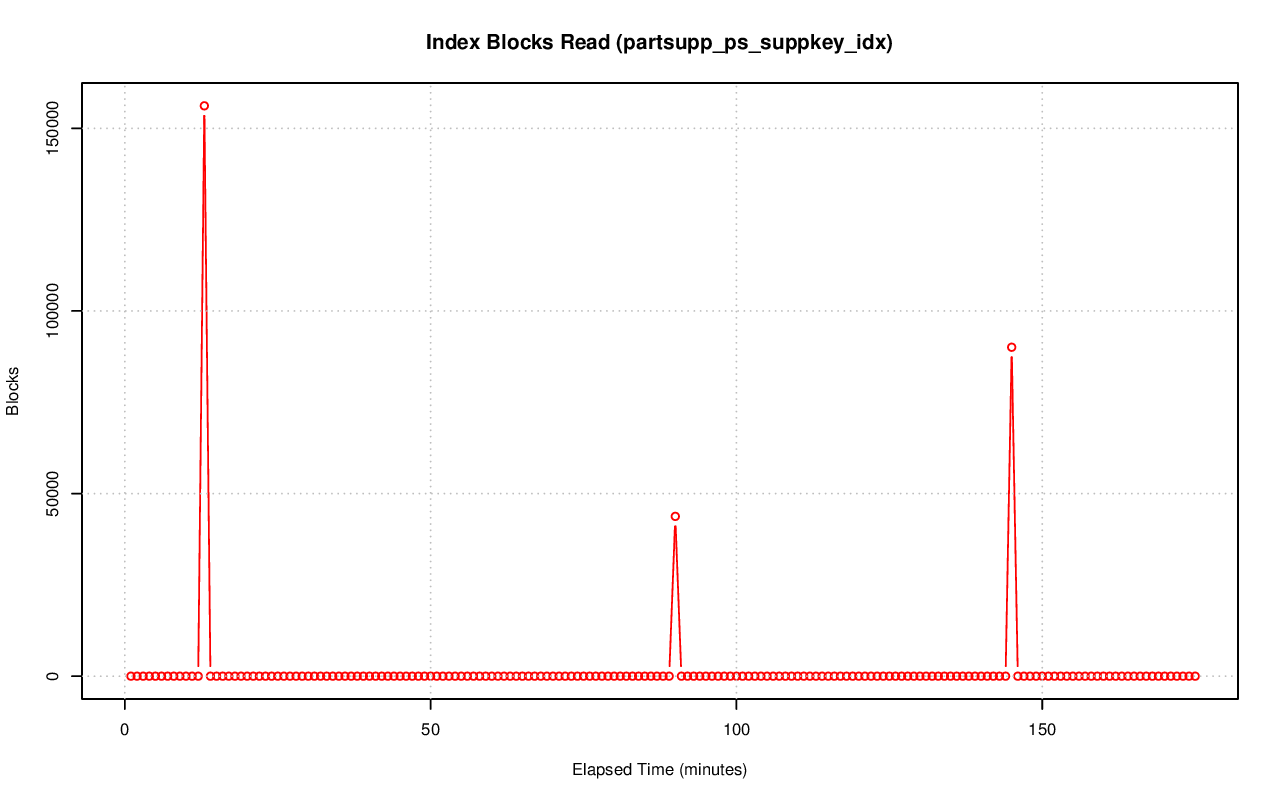 Index Blocks Read (partsupp_ps_suppkey_idx)
150000
100000
50000
0
Blocks
0 50 100 150
Elapsed Time (minutes)